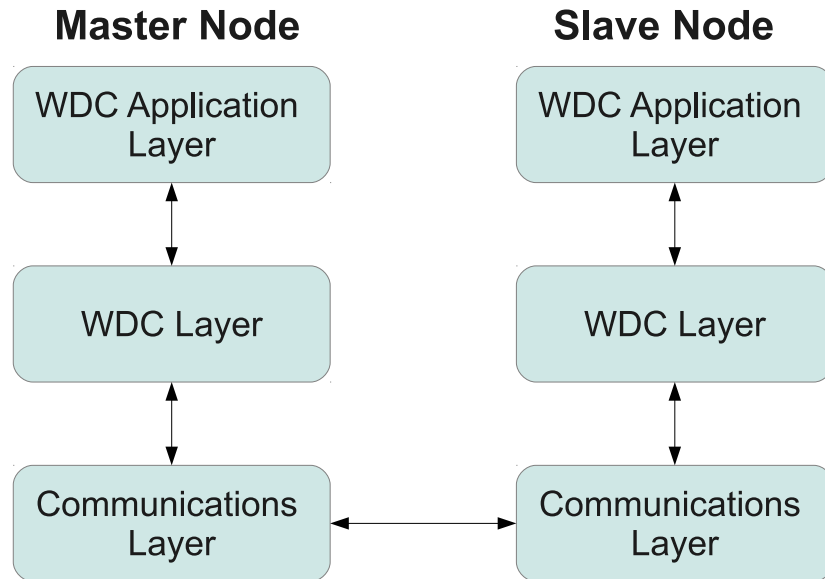 Master Node
Slave Node
WDC Application
Layer
WDC Application
Layer
WDC Layer
WDC Layer
Communications
Layer
Communications
Layer